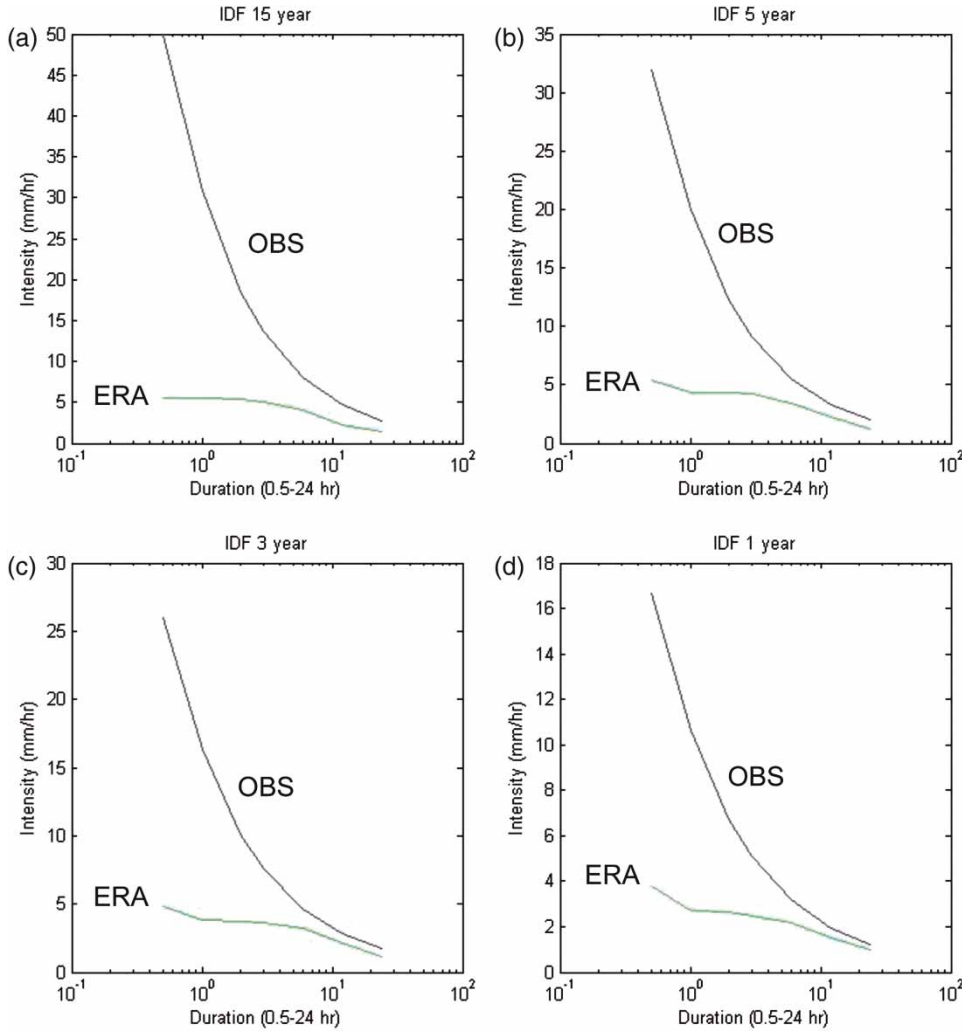 (a)
IDF 15 year
50
45
40
35
30
25
20
15
10
5
0
Intensity (mm/hr)
OBS
ERA
10^-1
10^0
10^1
10^2
Duration (0.5-24 hr)
(b)
IDF 5 year
35
30
25
20
15
10
5
0
Intensity (mm/hr)
OBS
ERA
10^-1
10^0
10^1
10^2
Duration (0.5-24 hr)
(c)
IDF 3 year
30
25
20
15
10
5
0
Intensity (mm/hr)
OBS
ERA
10^-1
10^0
10^1
10^2
Duration (0.5-24 hr)
(d)
IDF 1 year
18
16
14
12
10
8
6
4
2
0
Intensity (mm/hr)
OBS
ERA
10^-1
10^0
10^1
10^2
Duration (0.5-24 hr)